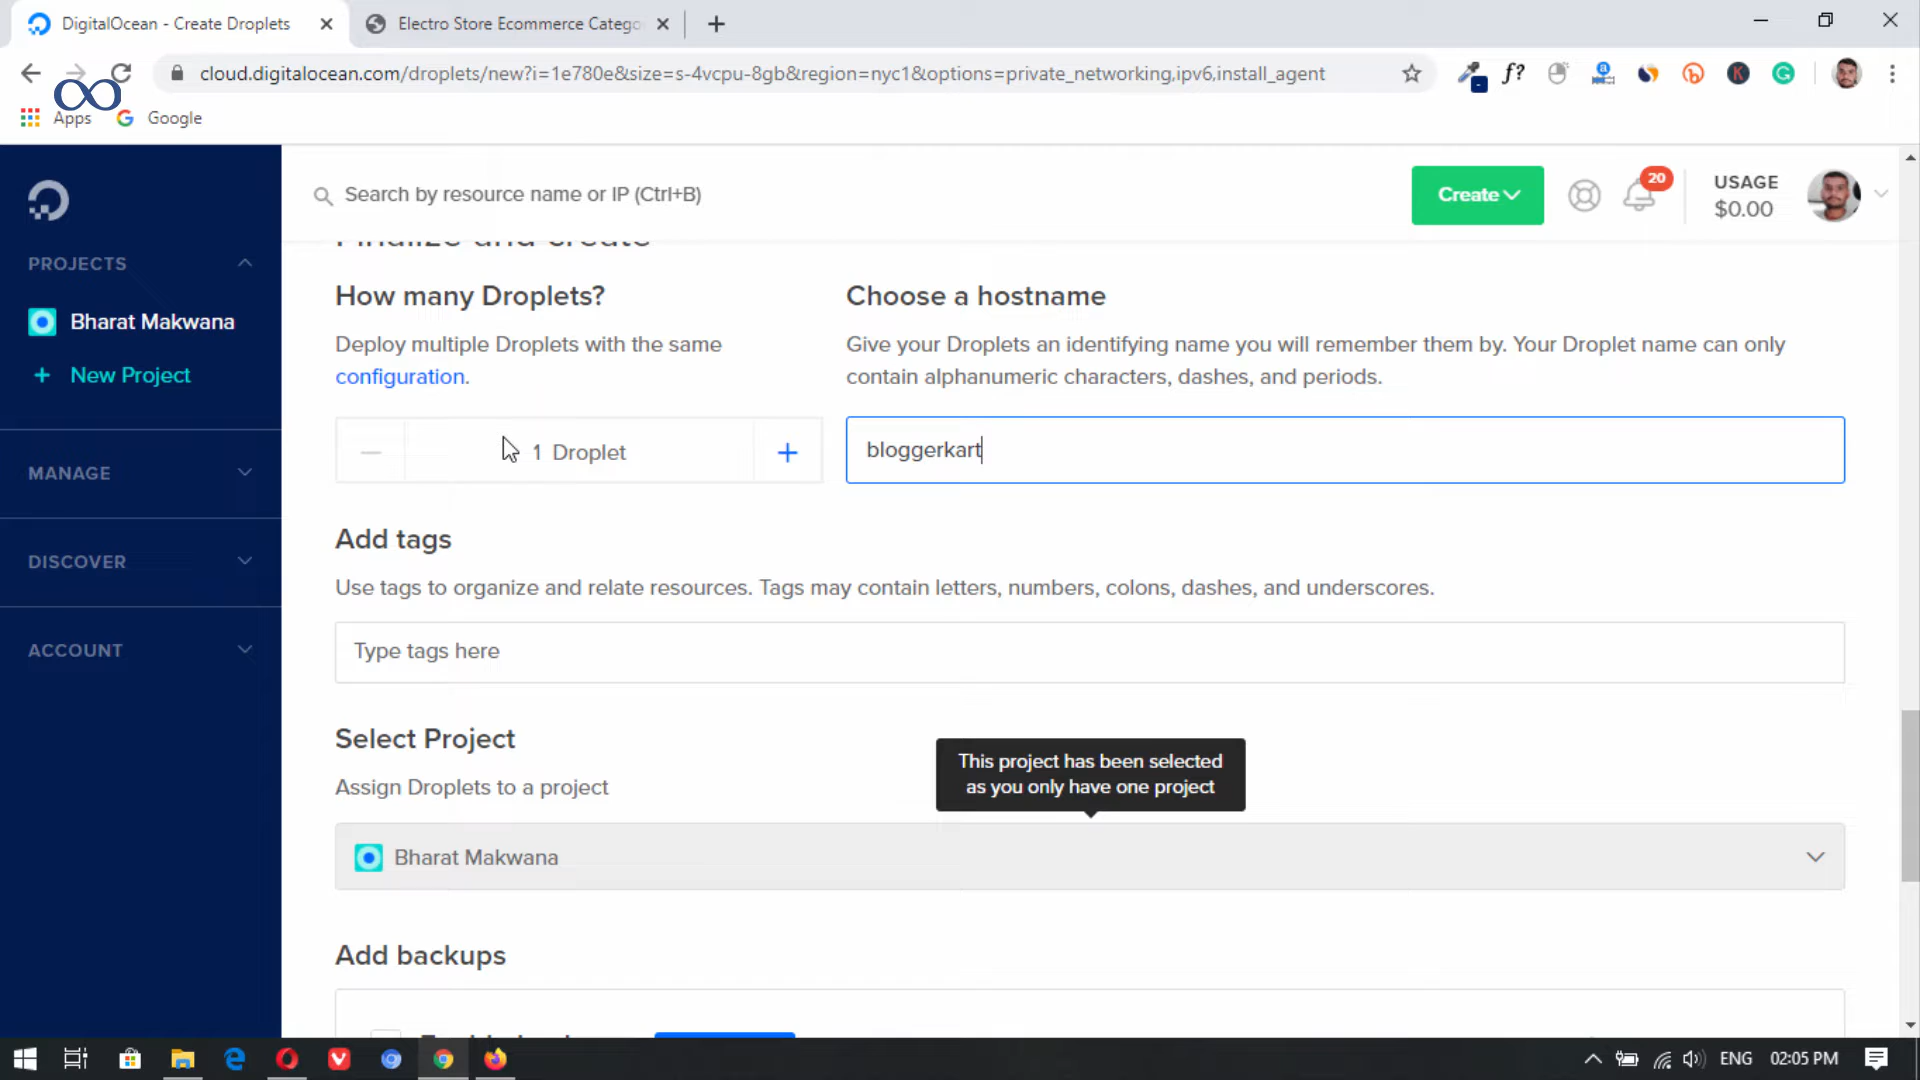 DigitalOcean - Create Droplets
Electro Store Ecommerce Catego
cloud.digitalocean.com/droplets/new?i=1e780e&size=s-4vcpu-8gb&region=nyc1&options=private_networking,ipv6,install_agent
f?
Apps
Google
Search by resource name or IP (Ctrl+B)
Create
20
USAGE
$0.00
PROJECTS
Bharat Makwana
+ New Project
MANAGE
DISCOVER
ACCOUNT
Finalize and create
How many Droplets?
Deploy multiple Droplets with the same
configuration.
1 Droplet
Choose a hostname
Give your Droplets an identifying name you will remember them by. Your Droplet name can only
contain alphanumeric characters, dashes, and periods.
bloggerkart
Add tags
Use tags to organize and relate resources. Tags may contain letters, numbers, colons, dashes, and underscores.
Type tags here
Select Project
Assign Droplets to a project
This project has been selected
as you only have one project
Bharat Makwana
Add backups
ENG
02:05 PM